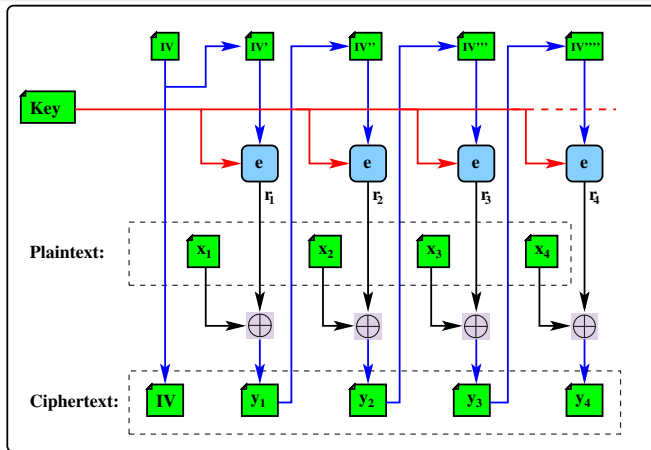 IV IV' IV'' IV''' IV''''
Key
e e e e
r1 r2 r3 r4
Plaintext: x1 x2 x3 x4
Ciphertext: IV y1 y2 y3 y4